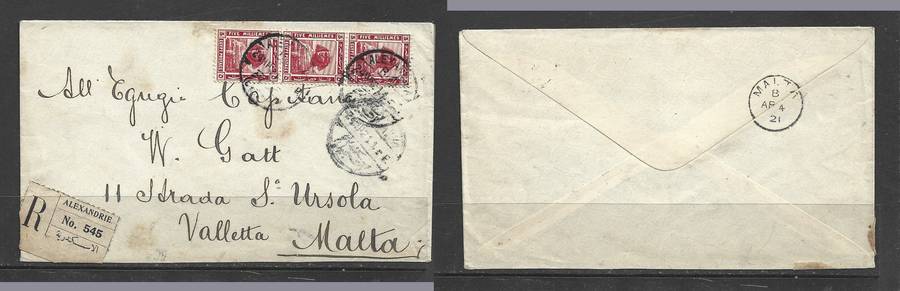 FIVE MILLIEMES FIVE MILLIEMES FIVE MILLIEMES
All' Egregio Capitano
W. Gatt
11 Strada Sa. Ursola
Valletta Malta
R
ALEXANDRIE
No. 545
الاسكندرية
MALTA
B
AP 4
21